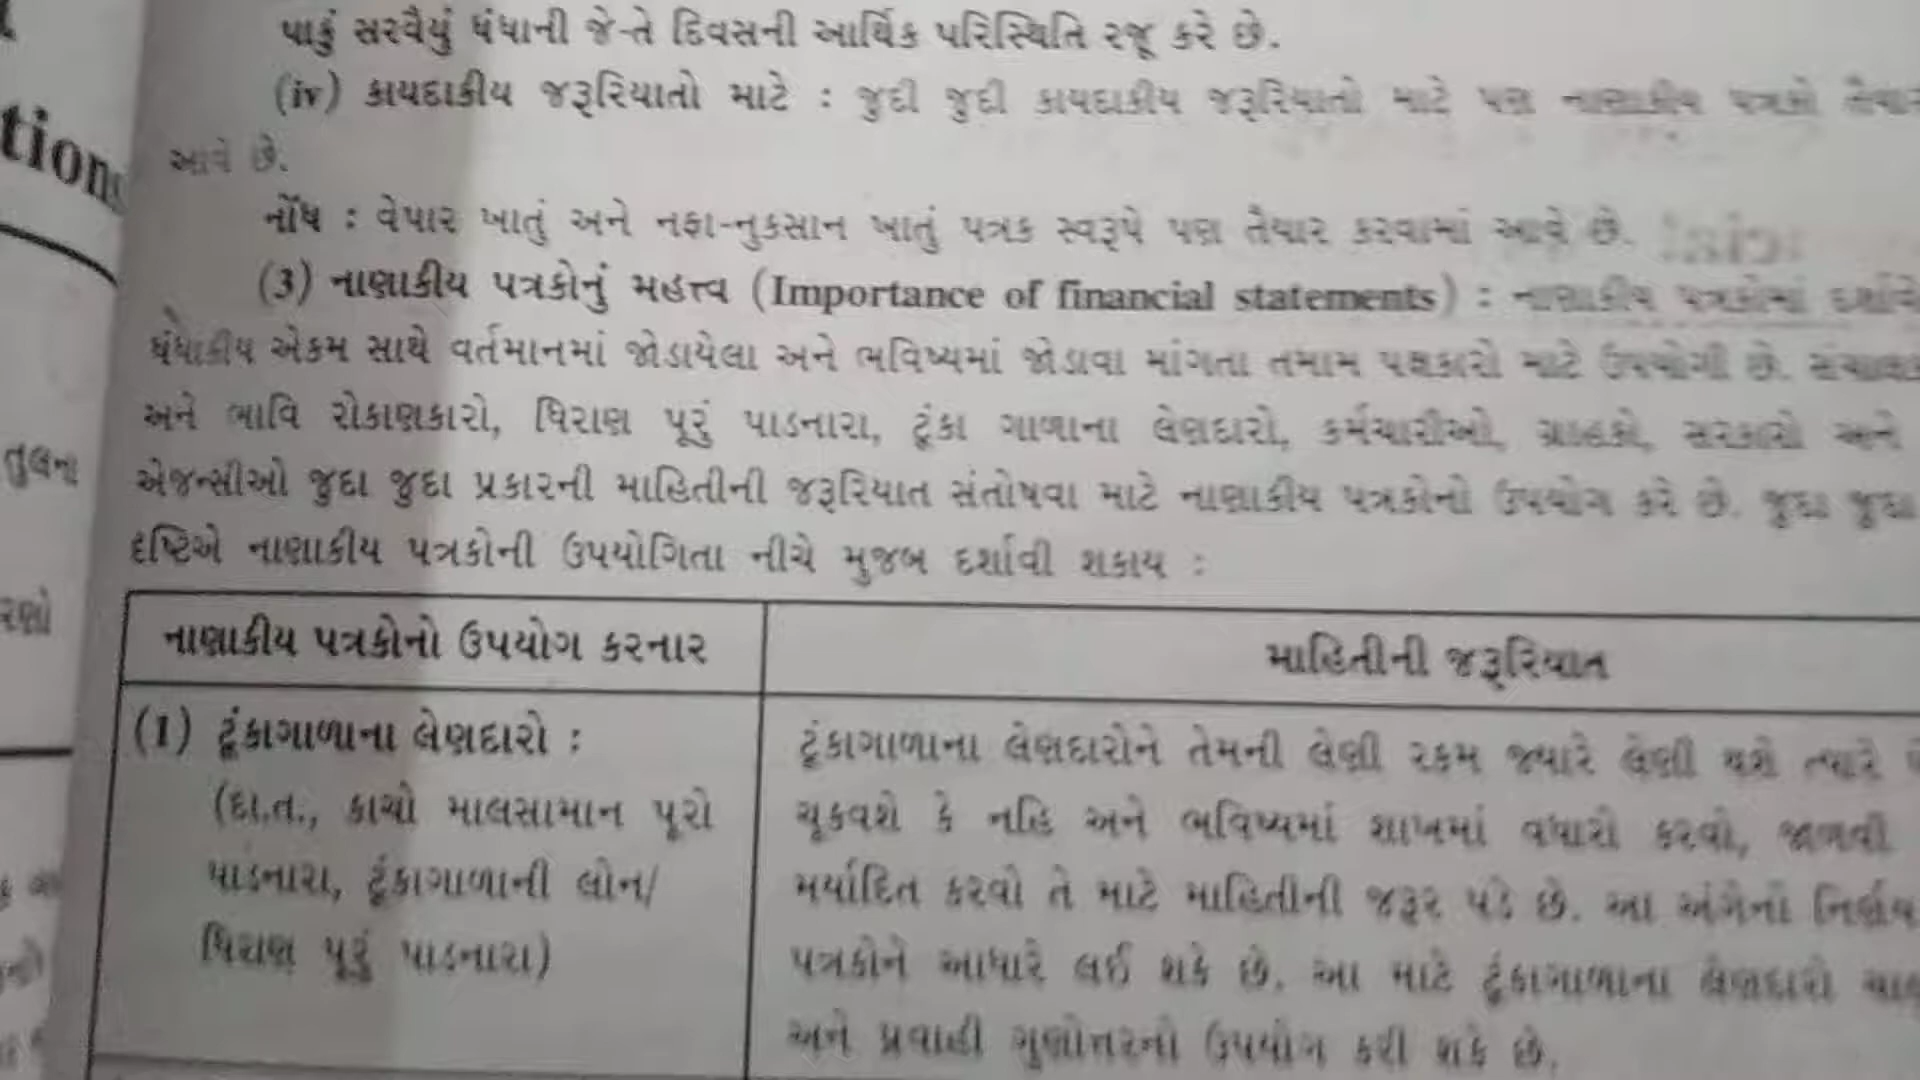 tions
પાકું સરવૈયું ધંધાની જે-તે દિવસની આર્થિક પરિસ્થિતિ રજૂ કરે છે.
(iv) કાયદાકીય જરૂરિયાતો માટે : જુદી જુદી કાયદાકીય જરૂરિયાતો માટે પણ નાણાકીય પત્રકો
આવે છે.
નોંધ : વેપાર ખાતું અને નફા-નુકસાન ખાતું પત્રક સ્વરૂપે પણ તૈયાર કરવામાં આવે છે.
(3) નાણાકીય પત્રકોનું મહત્ત્વ (Importance of financial statements) : નાણાકીય પત્રકોમાં
ધંધાકીય એકમ સાથે વર્તમાનમાં જોડાયેલા અને ભવિષ્યમાં જોડાવા માંગતા તમામ પક્ષકારો માટે ઉપયોગી છે.
અને ભાવિ રોકાણકારો, ધિરાણ પૂરું પાડનારા, ટૂંકા ગાળાના લેણદારો, કર્મચારીઓ, ગ્રાહકો, સરકારો અને
એજન્સીઓ જુદા જુદા પ્રકારની માહિતીની જરૂરિયાત સંતોષવા માટે નાણાકીય પત્રકોનો ઉપયોગ કરે છે. જુદા જુદા
દૃષ્ટિએ નાણાકીય પત્રકોની ઉપયોગિતા નીચે મુજબ દર્શાવી શકાય :
તુલના
નાણાકીય પત્રકોનો ઉપયોગ કરનાર
માહિતીની જરૂરિયાત
(1) ટૂંકાગાળાના લેણદારો :
(દા.ત., કાચો માલસામાન પૂરો
પાડનારા, ટૂંકાગાળાની લોન/
ધિરાણ પૂરું પાડનારા)
ટૂંકાગાળાના લેણદારોને તેમની લેણી રકમ જ્યારે લેણી થશે ત્યારે
ચૂકવશે કે નહિ અને ભવિષ્યમાં શાખમાં વધારો કરવો, જાળવી
મર્યાદિત કરવો તે માટે માહિતીની જરૂર પડે છે. આ અંગેનો નિર્ણય
પત્રકોને આધારે લઈ શકે છે. આ માટે ટૂંકાગાળાના લેણદારો
અને પ્રવાહી ગુણોત્તરનો ઉપયોગ કરી શકે છે.